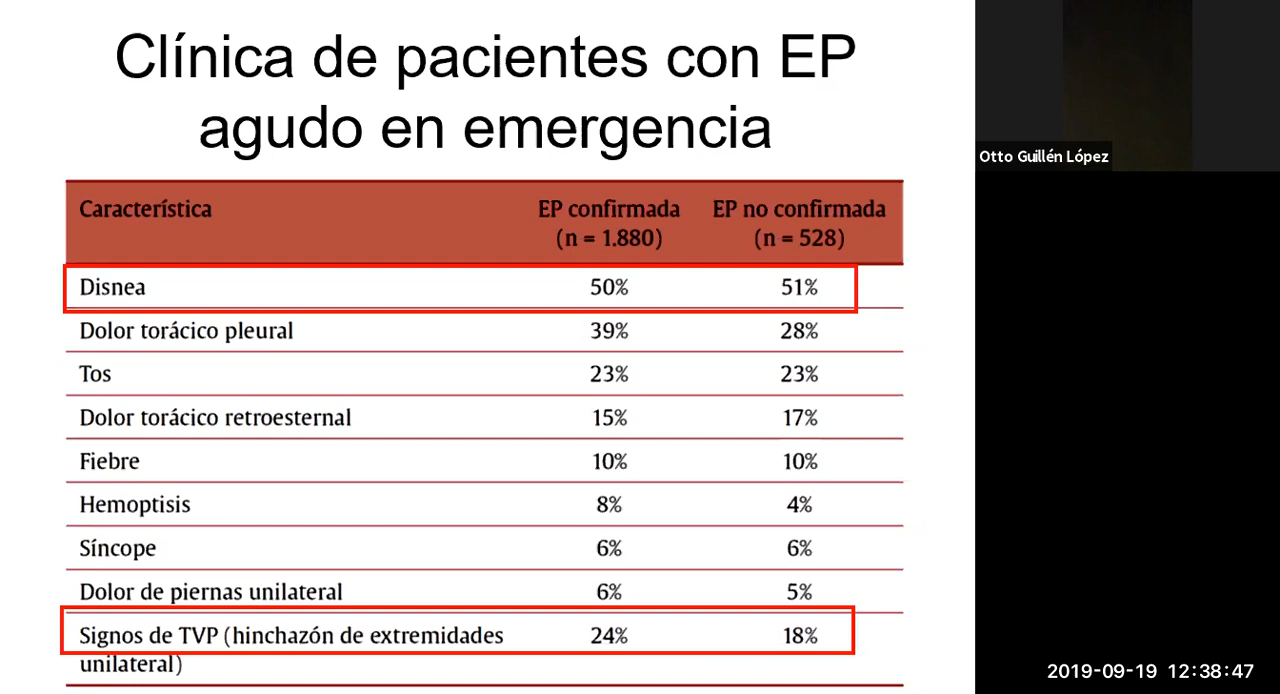 Clínica de pacientes con EP
agudo en emergencia
Otto Guillén López
Característica EP confirmada EP no confirmada
(n = 1.880) (n = 528)
Disnea 50% 51%
Dolor torácico pleural 39% 28%
Tos 23% 23%
Dolor torácico retroesternal 15% 17%
Fiebre 10% 10%
Hemoptisis 8% 4%
Síncope 6% 6%
Dolor de piernas unilateral 6% 5%
Signos de TVP (hinchazón de extremidades 24% 18%
unilateral)
2019-09-19 12:38:47